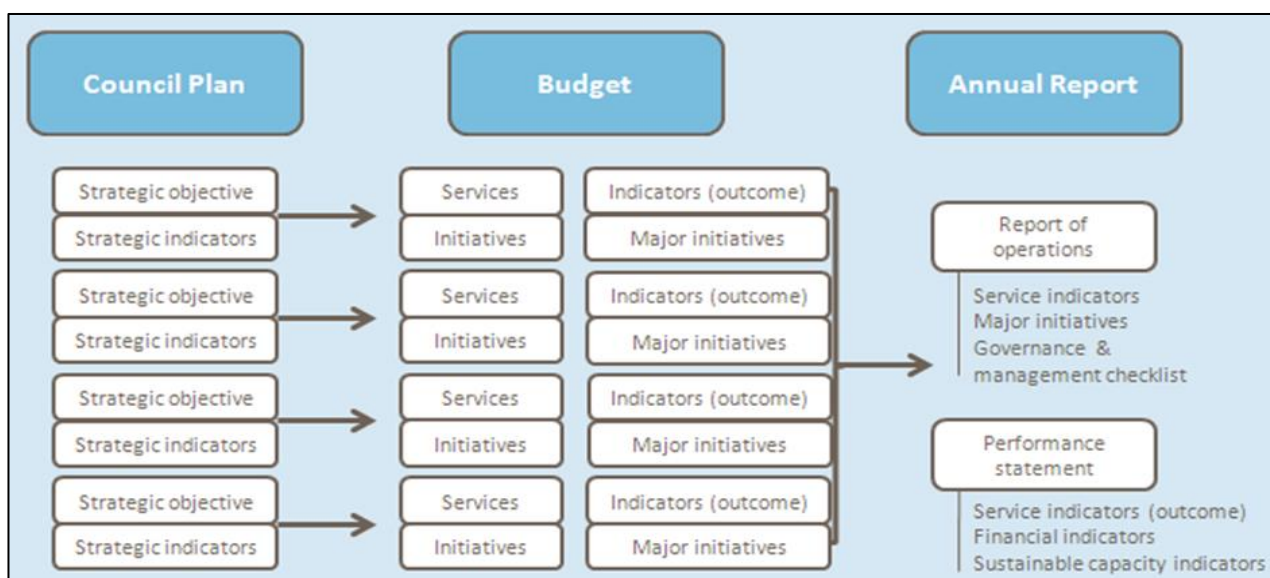 Council Plan
Budget
Annual Report
Strategic objective
Strategic indicators
Services
Initiatives
Indicators (outcome)
Major initiatives
Strategic objective
Strategic indicators
Services
Initiatives
Indicators (outcome)
Major initiatives
Strategic objective
Strategic indicators
Services
Initiatives
Indicators (outcome)
Major initiatives
Strategic objective
Strategic indicators
Services
Initiatives
Indicators (outcome)
Major initiatives
Report of
operations
Service indicators
Major initiatives
Governance &
management checklist
Performance
statement
Service indicators (outcome)
Financial indicators
Sustainable capacity indicators